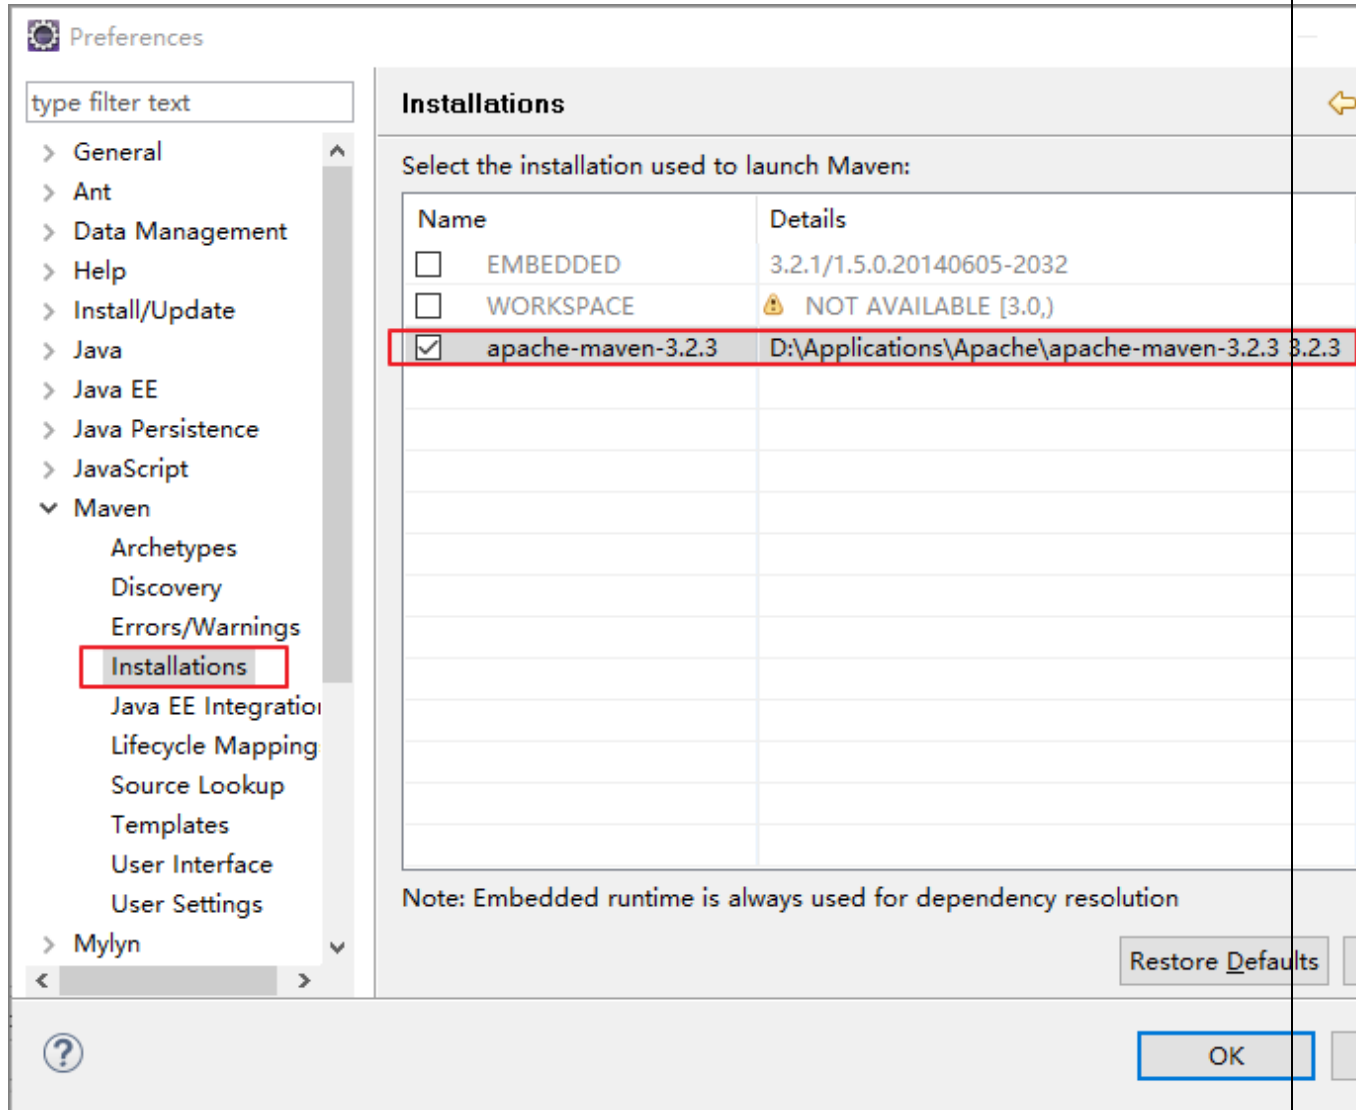 Preferences
type filter text
General
Ant
Data Management
Help
Install/Update
Java
Java EE
Java Persistence
JavaScript
Maven
Archetypes
Discovery
Errors/Warnings
Installations
Java EE Integration
Lifecycle Mapping
Source Lookup
Templates
User Interface
User Settings
Mylyn
Installations
Select the installation used to launch Maven:
Name Details
EMBEDDED 3.2.1/1.5.0.20140605-2032
WORKSPACE NOT AVAILABLE [3.0,)
apache-maven-3.2.3 D:\Applications\Apache\apache-maven-3.2.3 3.2.3
Note: Embedded runtime is always used for dependency resolution
Restore Defaults
OK